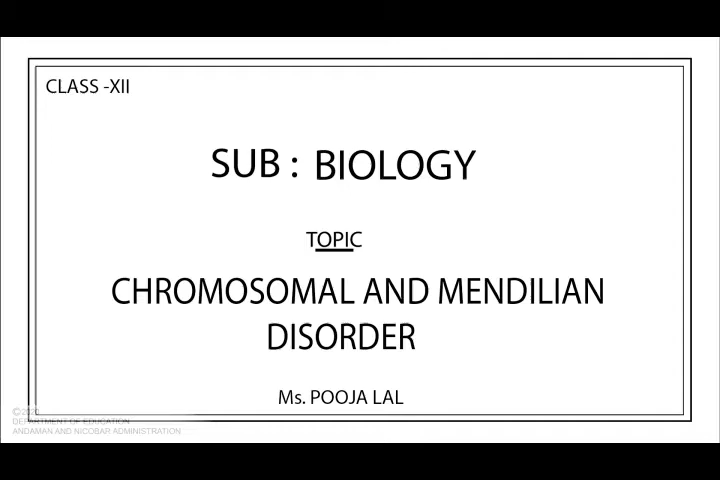 CLASS -XII
SUB : BIOLOGY
TOPIC
CHROMOSOMAL AND MENDILIAN
DISORDER
Ms. POOJA LAL
©2020
DEPARTMENT OF EDUCATION
ANDAMAN AND NICOBAR ADMINISTRATION